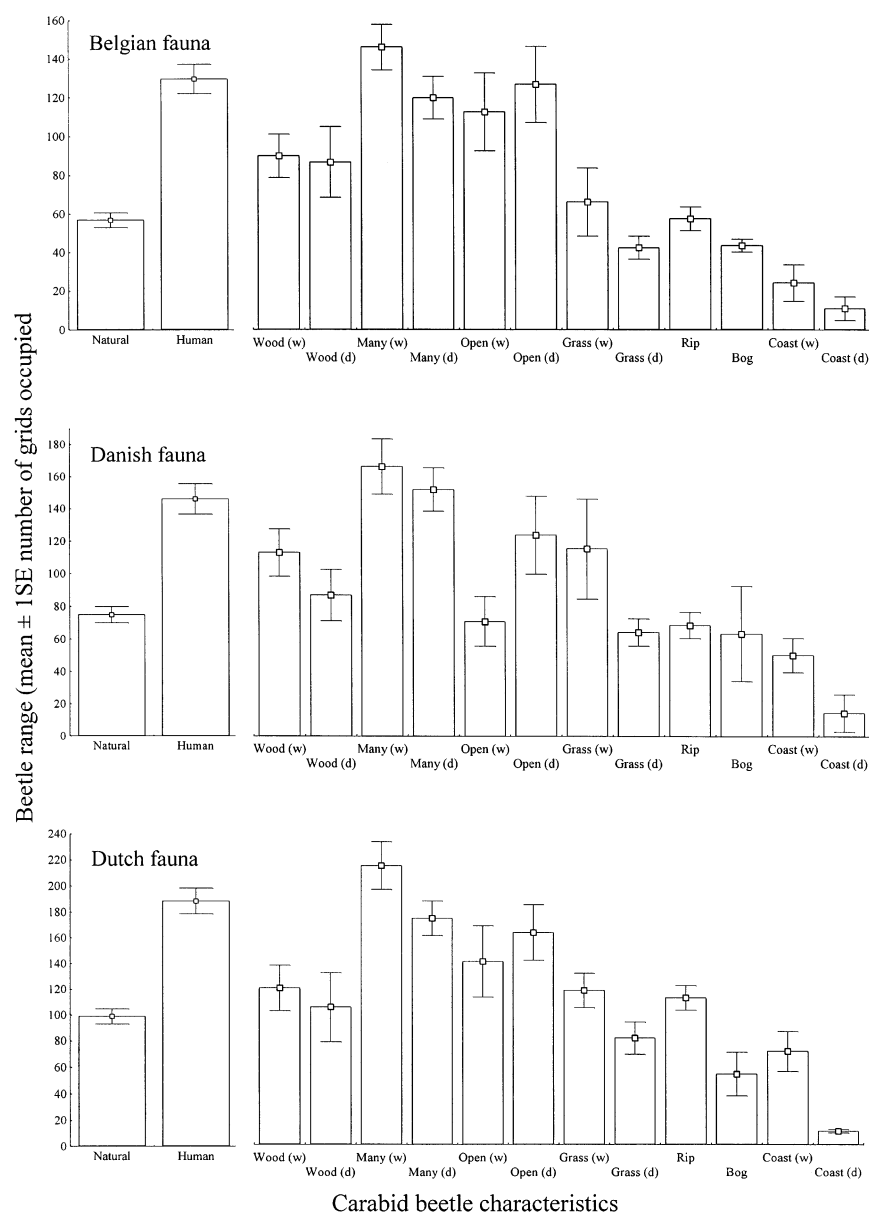 Beetle range (mean ± 1SE number of grids occupied
Belgian fauna
160
140
120
100
80
60
40
20
0
Natural Human Wood (w) Many (w) Open (w) Grass (w) Rip Coast (w)
Wood (d) Many (d) Open (d) Grass (d) Bog Coast (d)
Danish fauna
180
160
140
120
100
80
60
40
20
0
Natural Human Wood (w) Many (w) Open (w) Grass (w) Rip Coast (w)
Wood (d) Many (d) Open (d) Grass (d) Bog Coast (d)
Dutch fauna
240
220
200
180
160
140
120
100
80
60
40
20
0
Natural Human Wood (w) Many (w) Open (w) Grass (w) Rip Coast (w)
Wood (d) Many (d) Open (d) Grass (d) Bog Coast (d)
Carabid beetle characteristics